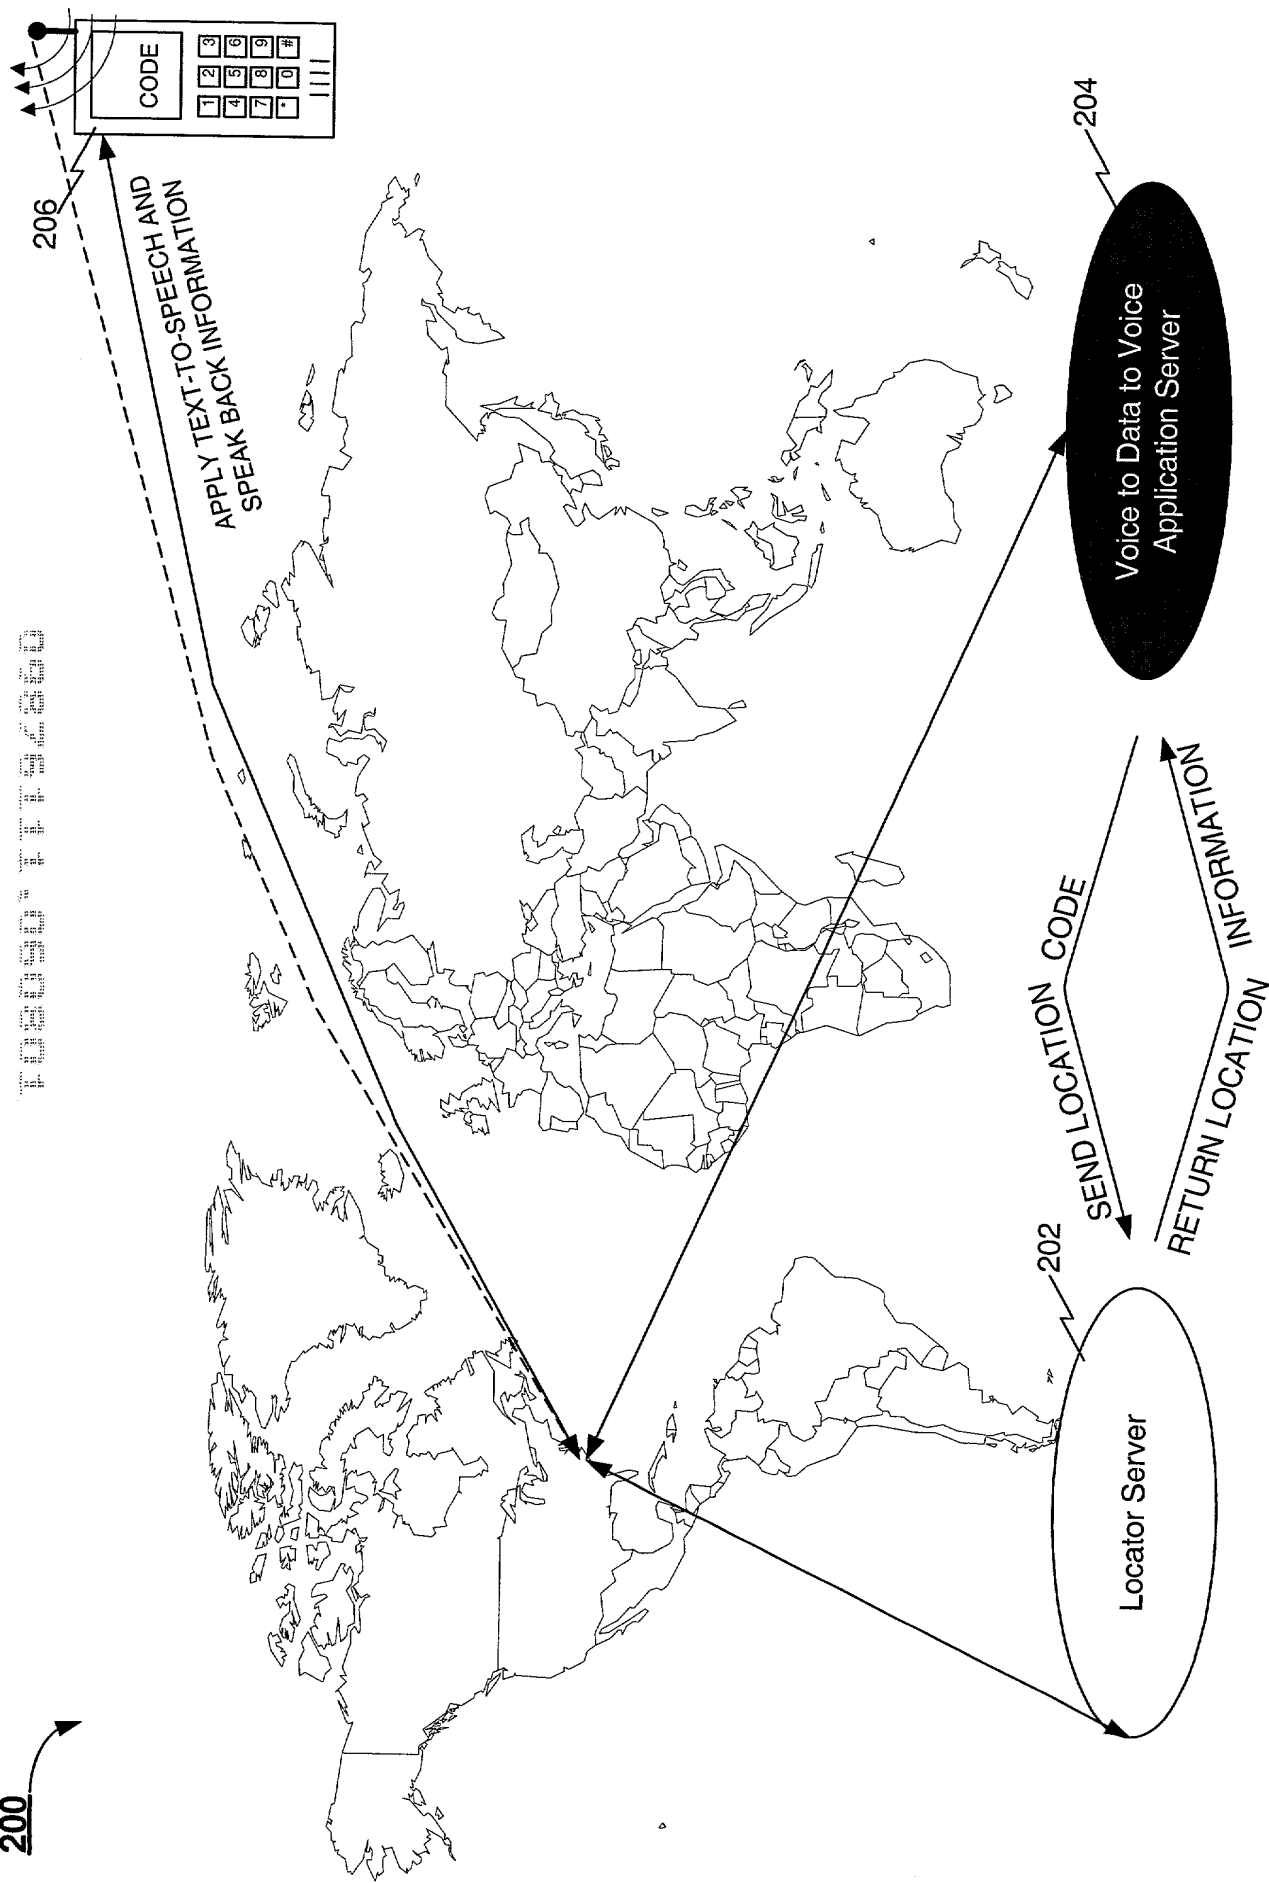 200
206
CODE
1 2 3
4 5 6
7 8 9
* 0 #
APPLY TEXT-TO-SPEECH AND
SPEAK BACK INFORMATION
204
Voice to Data to Voice
Application Server
SEND LOCATION CODE
RETURN LOCATION INFORMATION
202
Locator Server